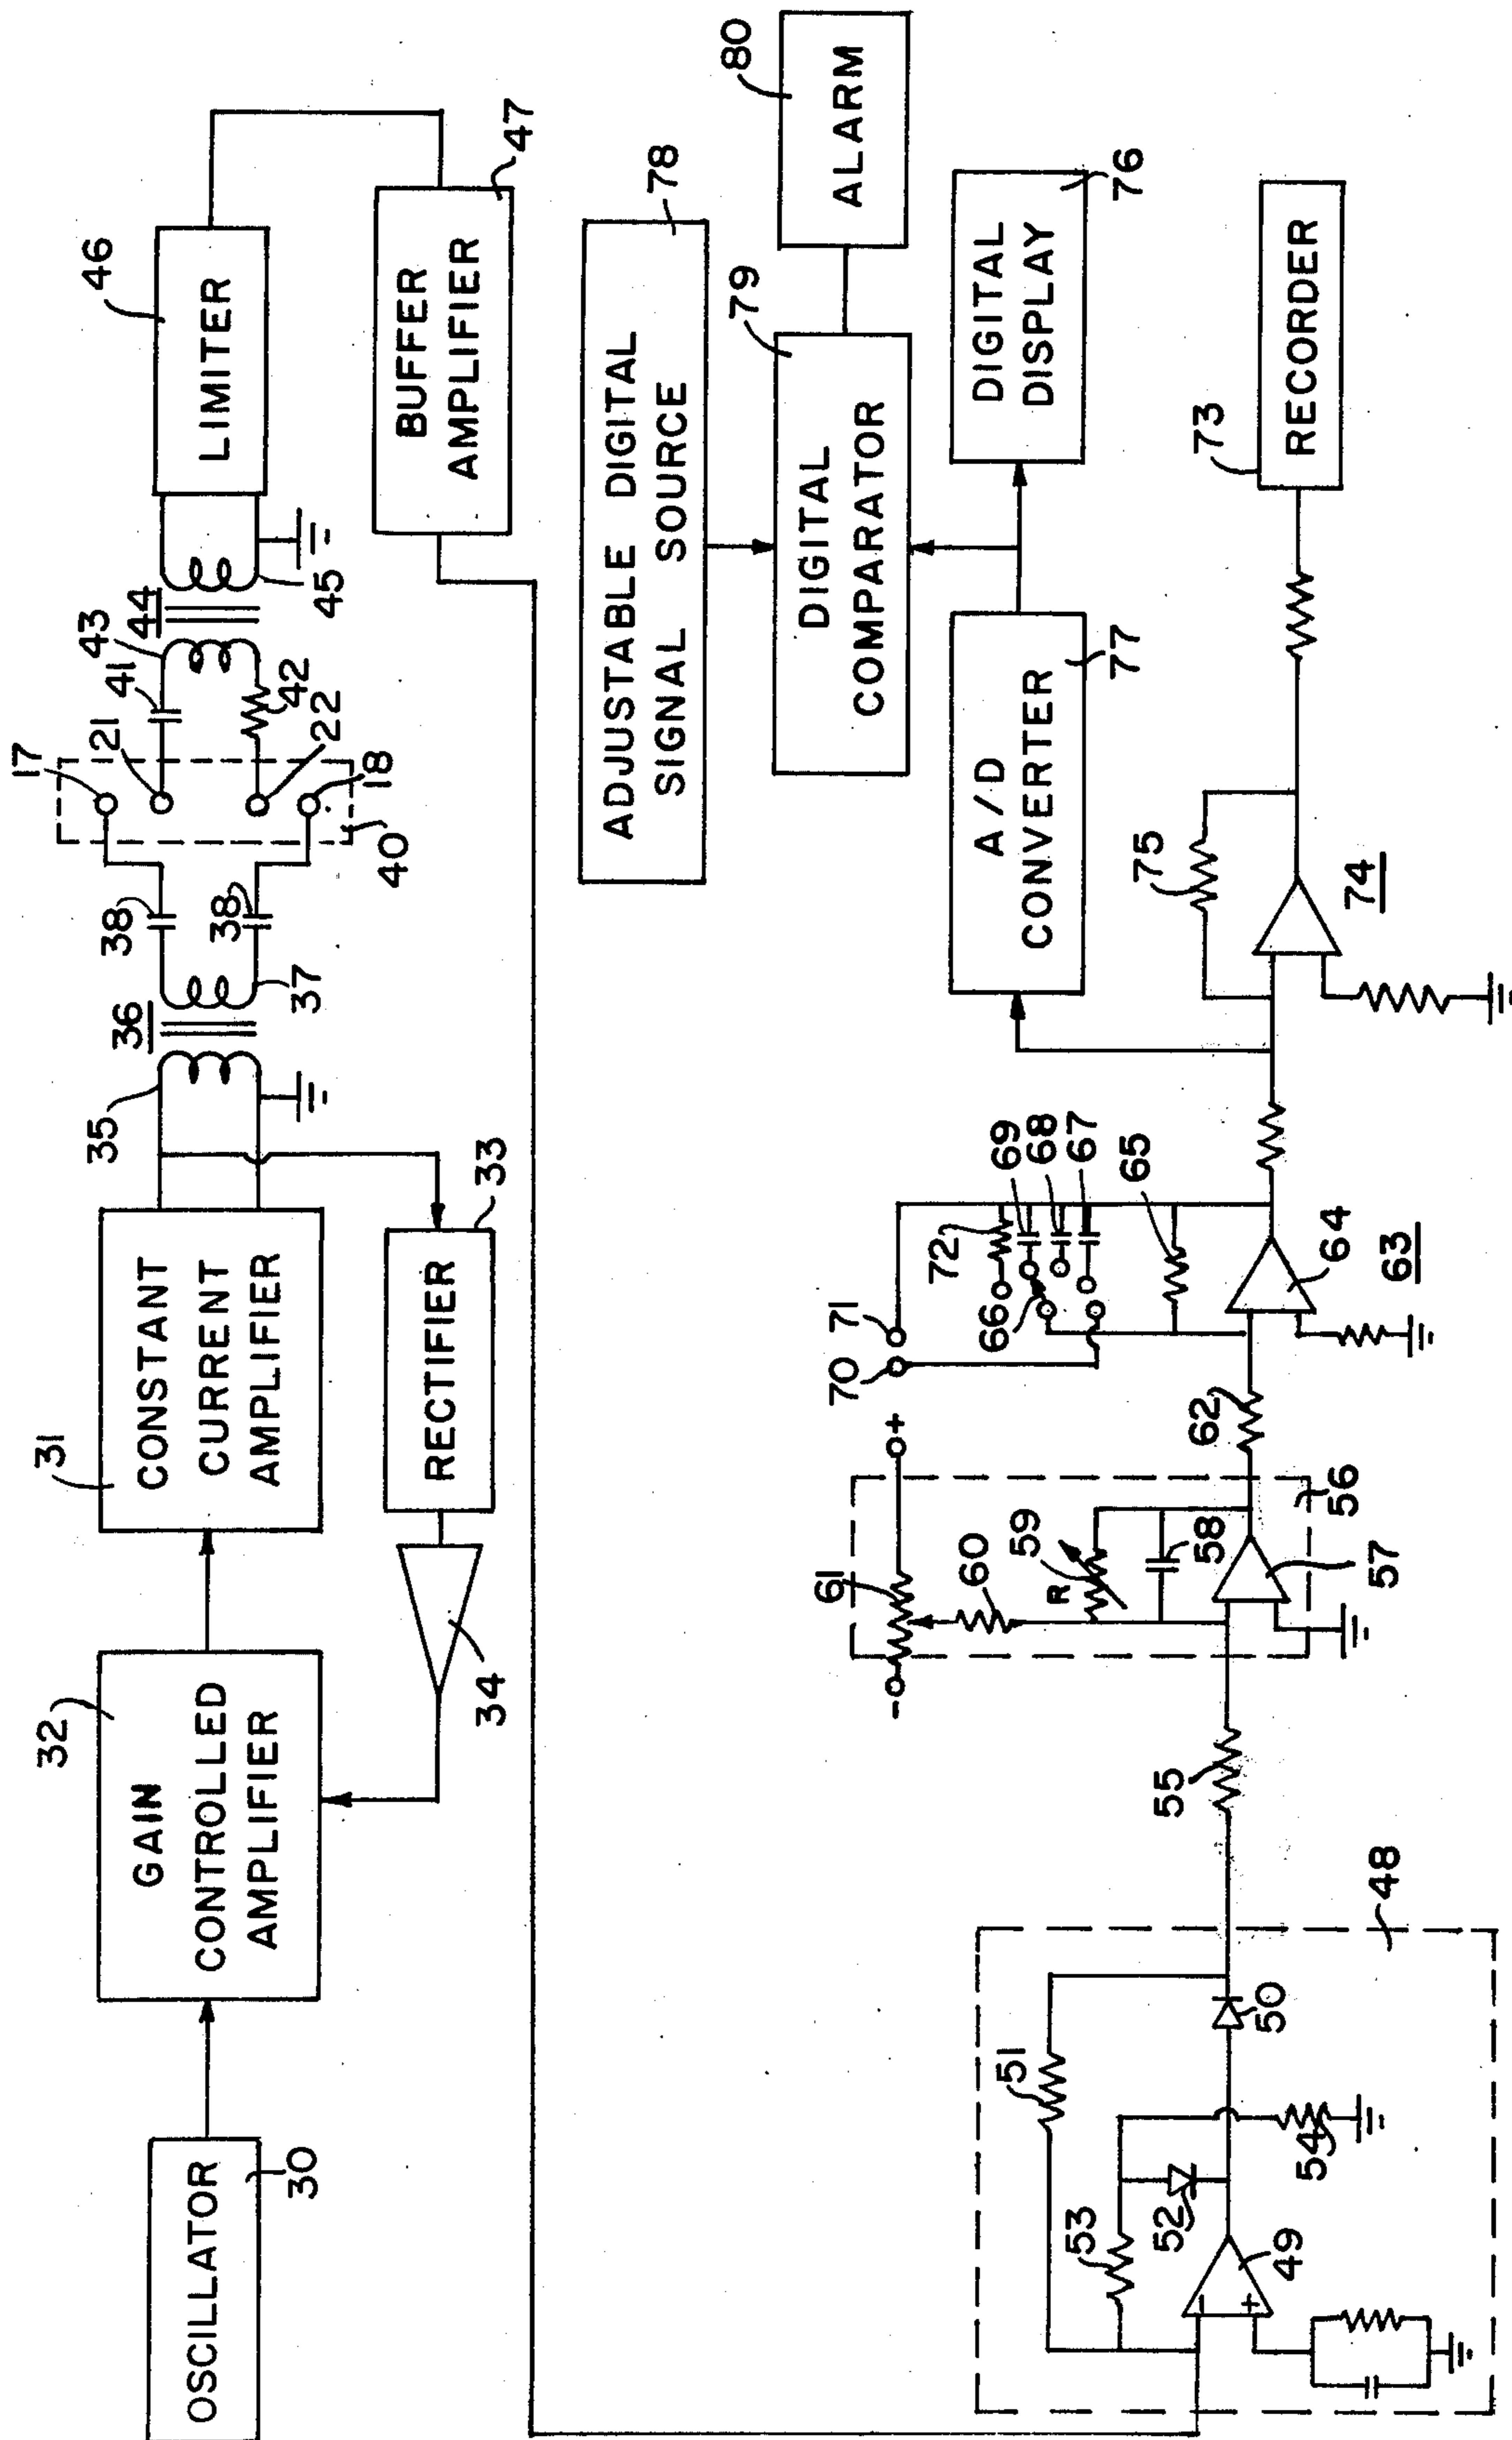 OSCILLATOR
30
32
GAIN
CONTROLLED
AMPLIFIER
31
CONSTANT
CURRENT
AMPLIFIER
33
RECTIFIER
34
35
36
37
38
38
40
17
21
22
18
41
42
43
44
45
46
LIMITER
47
BUFFER
AMPLIFIER
78
ADJUSTABLE DIGITAL
SIGNAL SOURCE
79
DIGITAL
COMPARATOR
80
ALARM
76
DIGITAL
DISPLAY
77
A/D
CONVERTER
73
RECORDER
75
74
70
71
72
66
69
68
67
65
64
63
62
- +
61
60
59
R
58
57
56
55
48
51
50
53
52
54
49
-
+